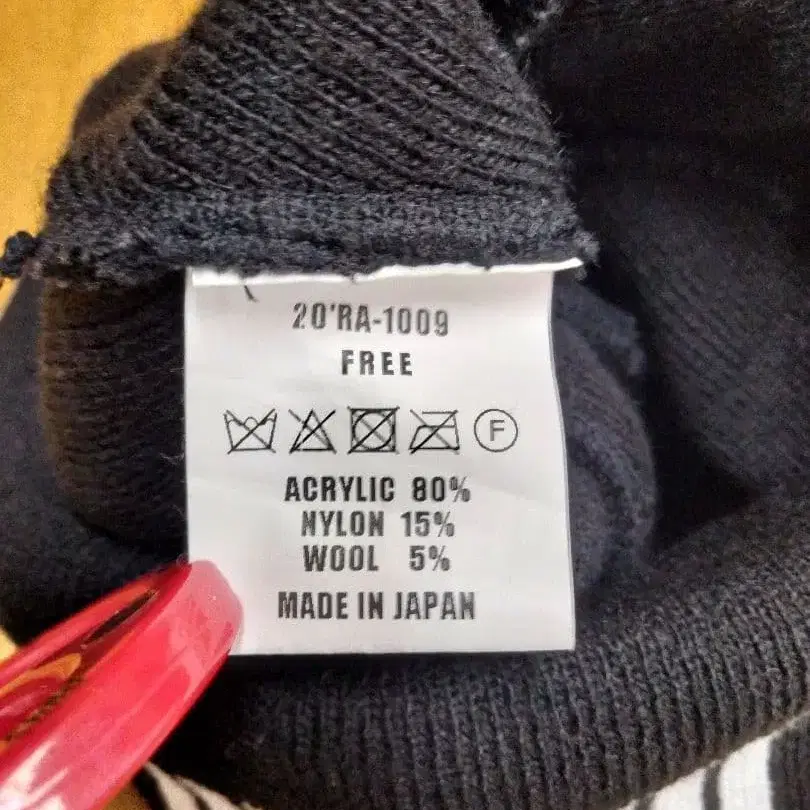 20'RA-1009
FREE
F
ACRYLIC 80%
NYLON 15%
WOOL 5%
MADE IN JAPAN